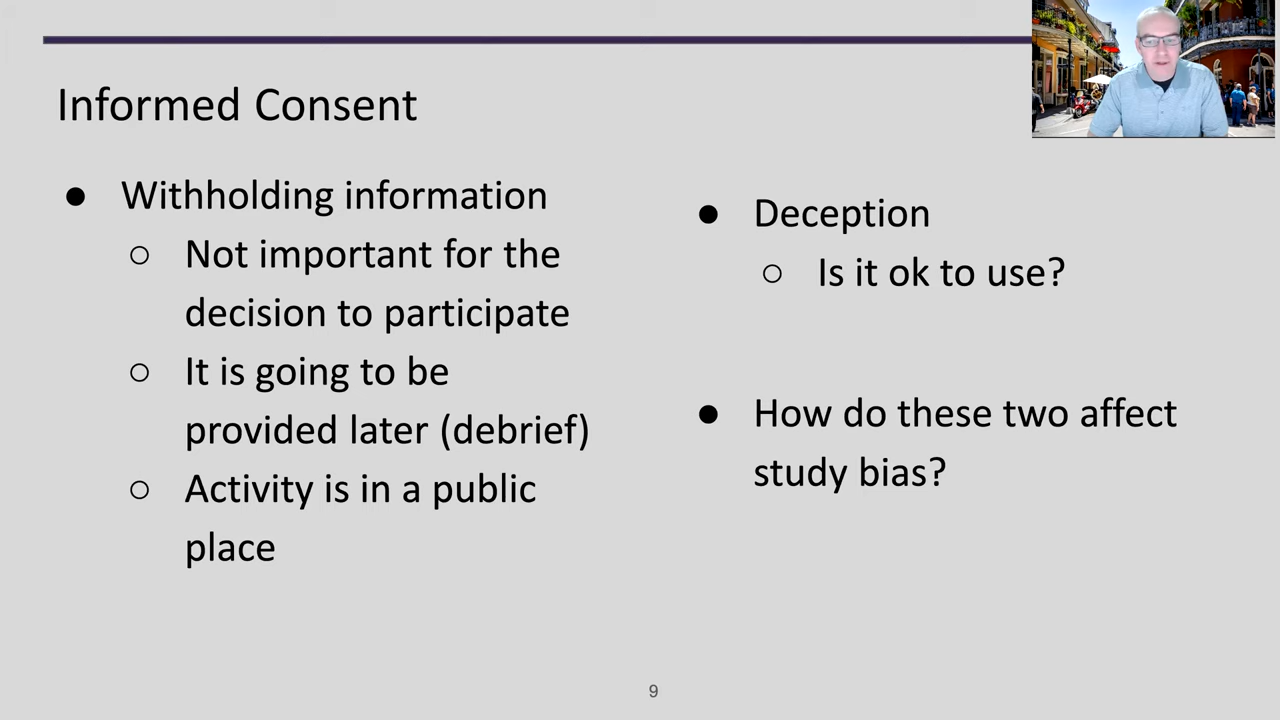 Informed Consent
● Withholding information
○ Not important for the
decision to participate
○ It is going to be
provided later (debrief)
○ Activity is in a public
place
● Deception
○ Is it ok to use?
● How do these two affect
study bias?
9